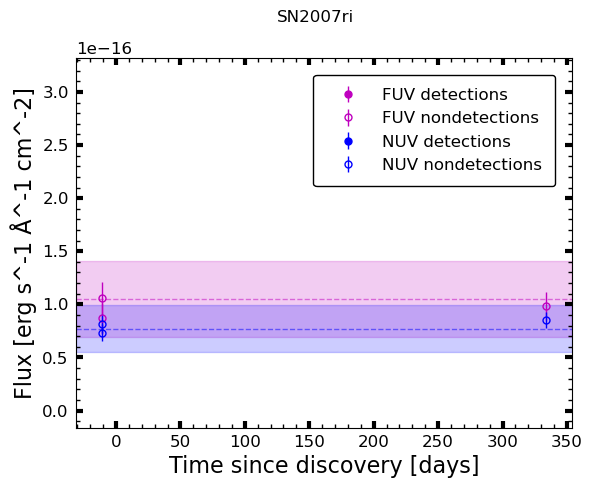 SN2007ri
1e−16
FUV detections
FUV nondetections
NUV detections
NUV nondetections
3.0
2.5
2.0
1.5
1.0
0.5
0.0
Flux [erg s^-1 Å^-1 cm^-2]
0 50 100 150 200 250 300 350
Time since discovery [days]